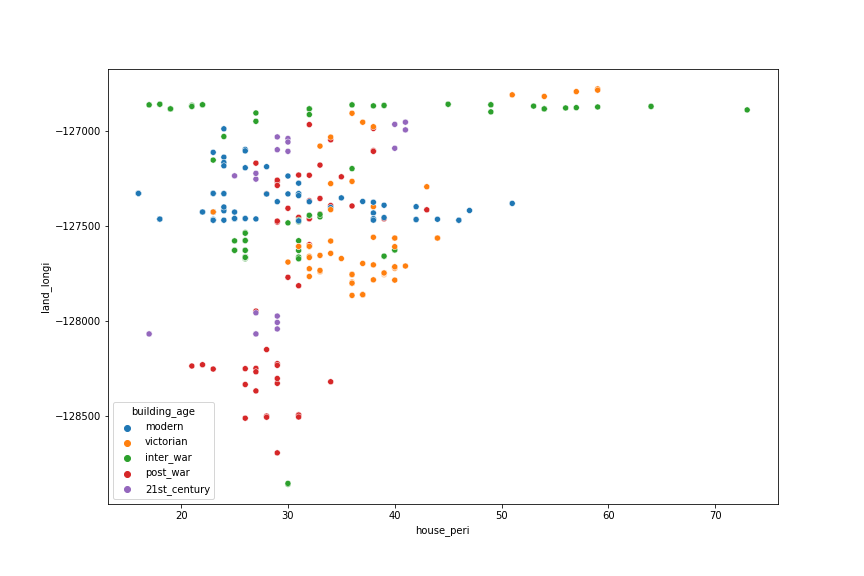 −127000
−127500
−128000
−128500
land_longi
building_age
modern
victorian
inter_war
post_war
21st_century
20
30
40
50
60
70
house_peri